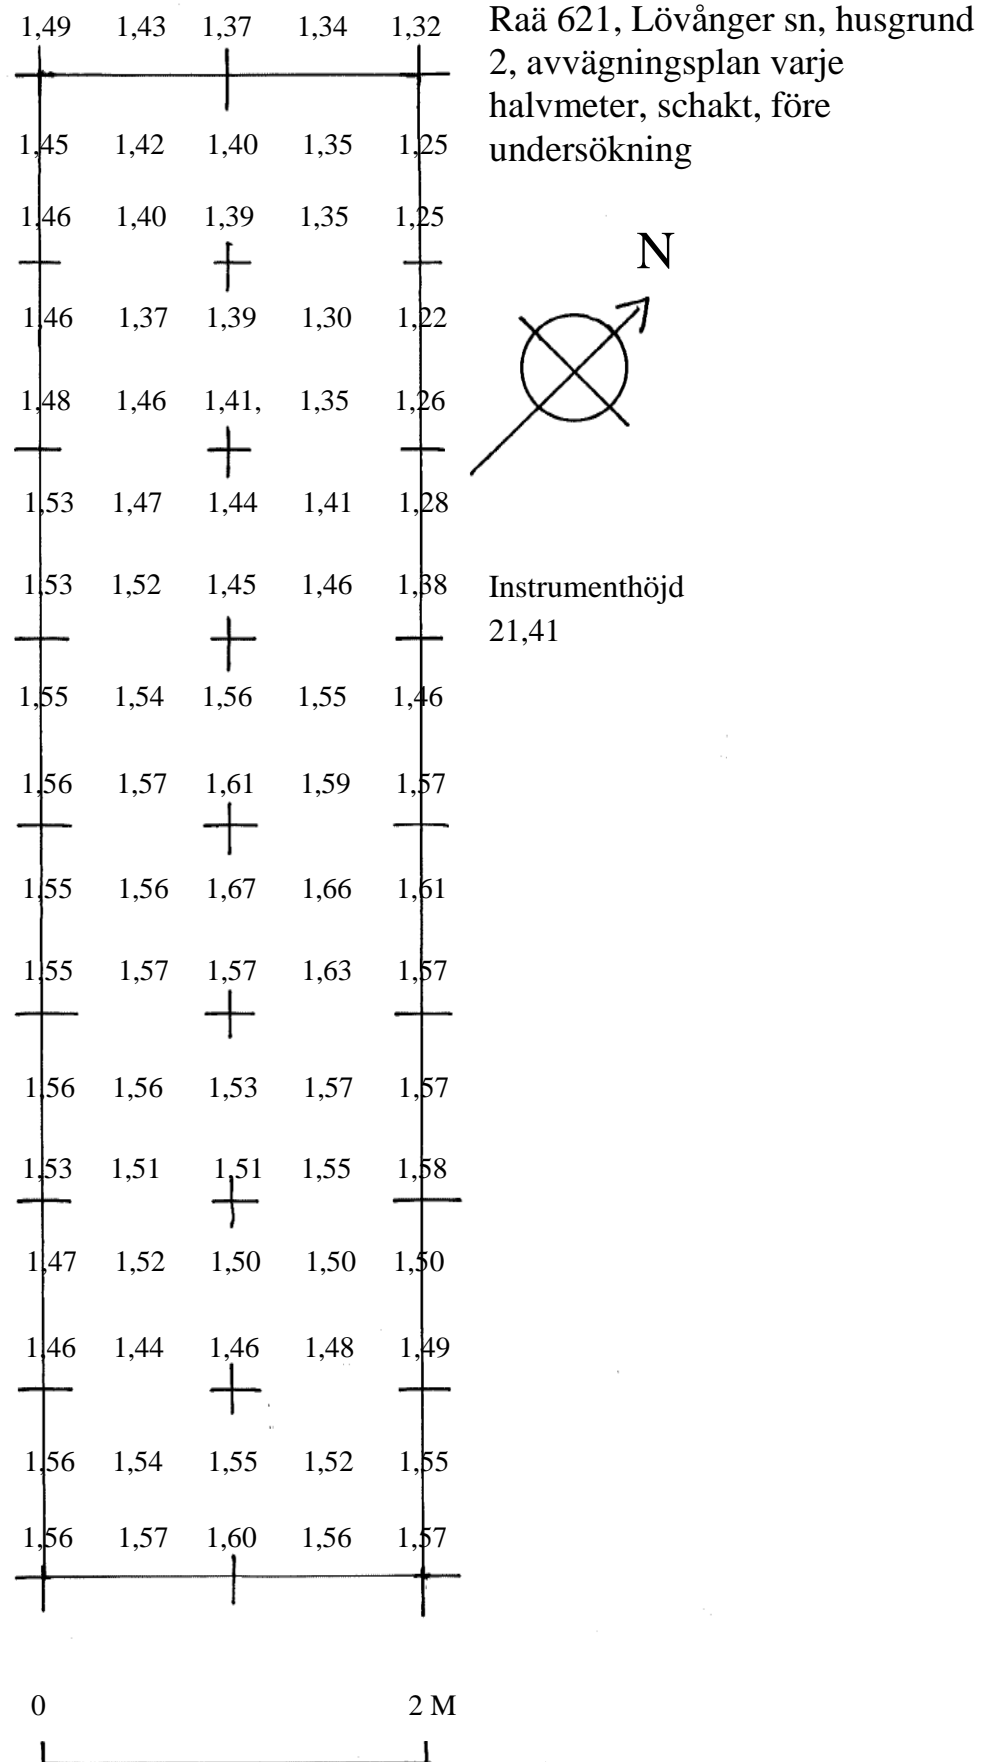 1,49 1,43 1,37 1,34 1,32
Raä 621, Lövånger sn, husgrund
2, avvägningsplan varje
halvmeter, schakt, före
undersökning
1,45 1,42 1,40 1,35 1,25
1,46 1,40 1,39 1,35 1,25
N
1,46 1,37 1,39 1,30 1,22
1,48 1,46 1,41, 1,35 1,26
1,53 1,47 1,44 1,41 1,28
1,53 1,52 1,45 1,46 1,38
Instrumenthöjd
21,41
1,55 1,54 1,56 1,55 1,46
1,56 1,57 1,61 1,59 1,57
1,55 1,56 1,67 1,66 1,61
1,55 1,57 1,57 1,63 1,57
1,56 1,56 1,53 1,57 1,57
1,53 1,51 1,51 1,55 1,58
1,47 1,52 1,50 1,50 1,50
1,46 1,44 1,46 1,48 1,49
1,56 1,54 1,55 1,52 1,55
1,56 1,57 1,60 1,56 1,57
0 2 M